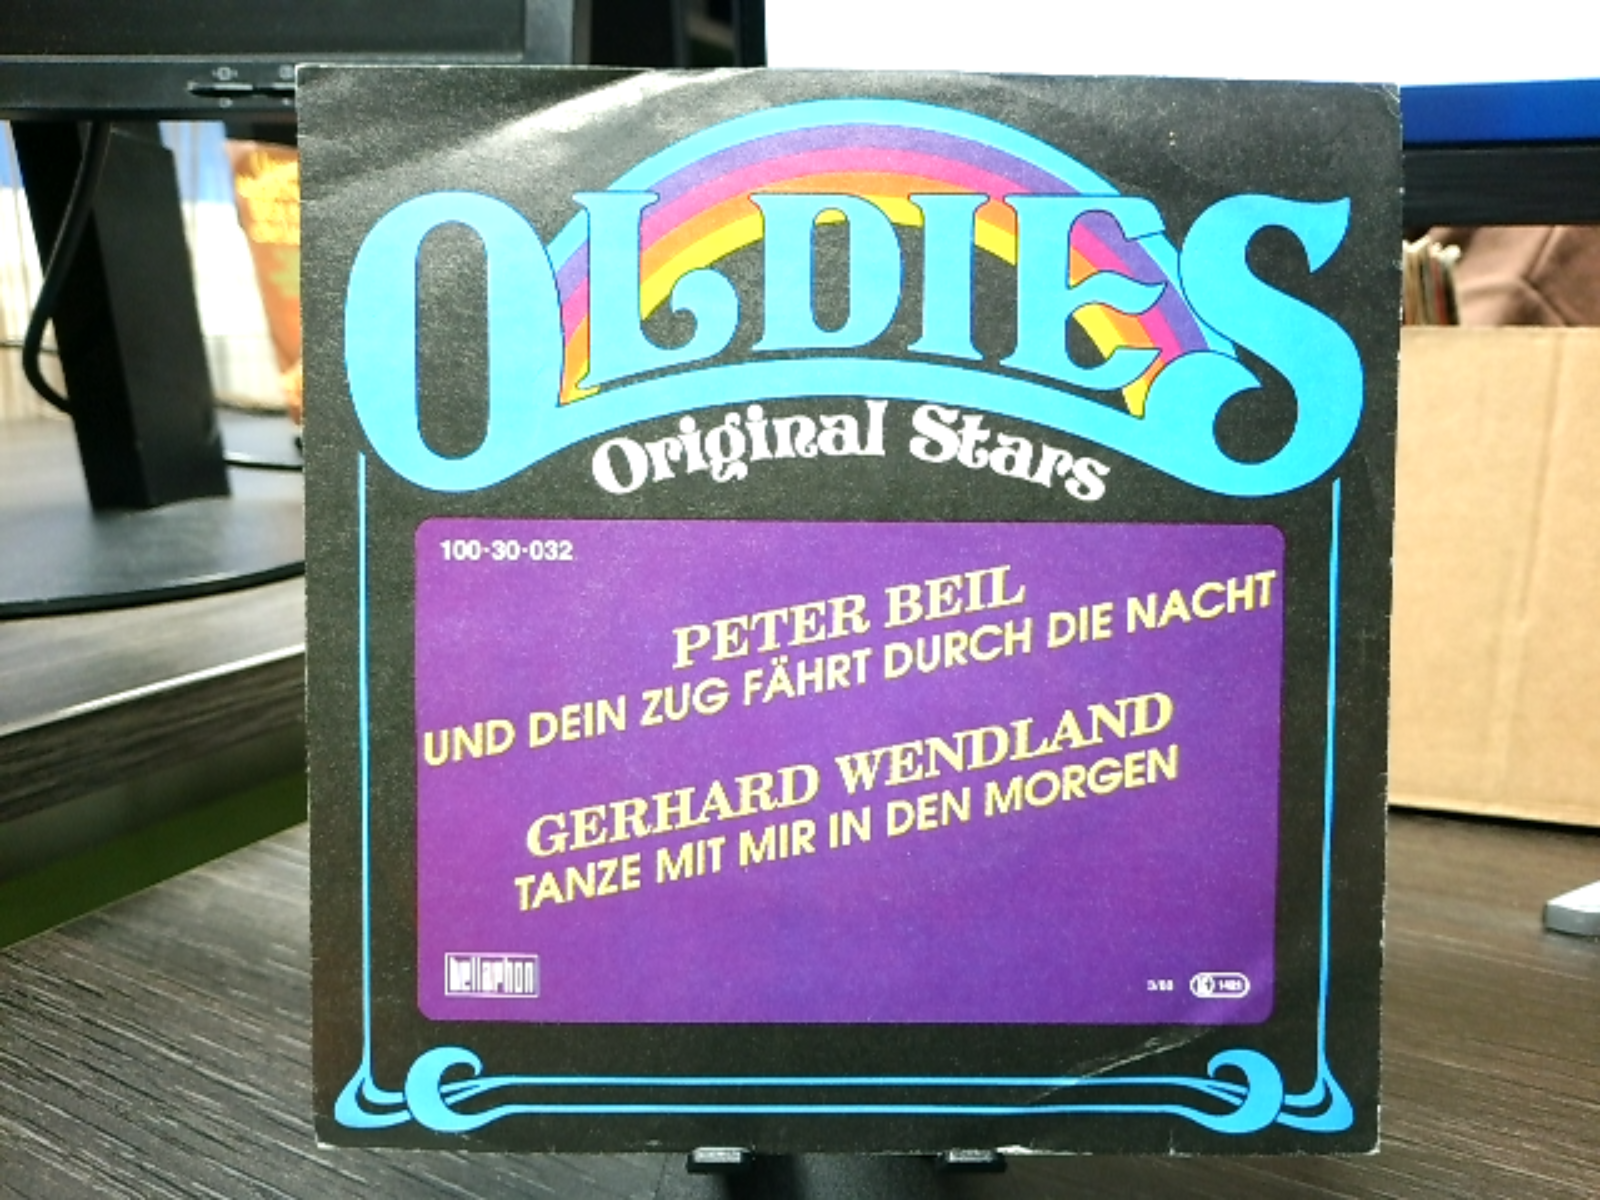 OLDIES
Original Stars
100-30-032
PETER BEIL
UND DEIN ZUG FÄHRT DURCH DIE NACHT
GERHARD WENDLAND
TANZE MIT MIR IN DEN MORGEN
bellaphon